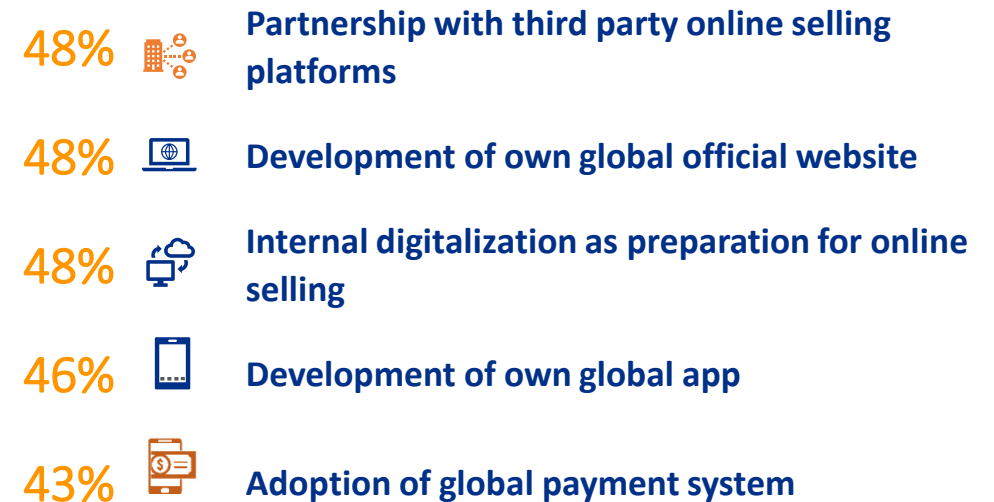 48%
Partnership with third party online selling
platforms
48%
Development of own global official website
48%
Internal digitalization as preparation for online
selling
46%
Development of own global app
43%
Adoption of global payment system